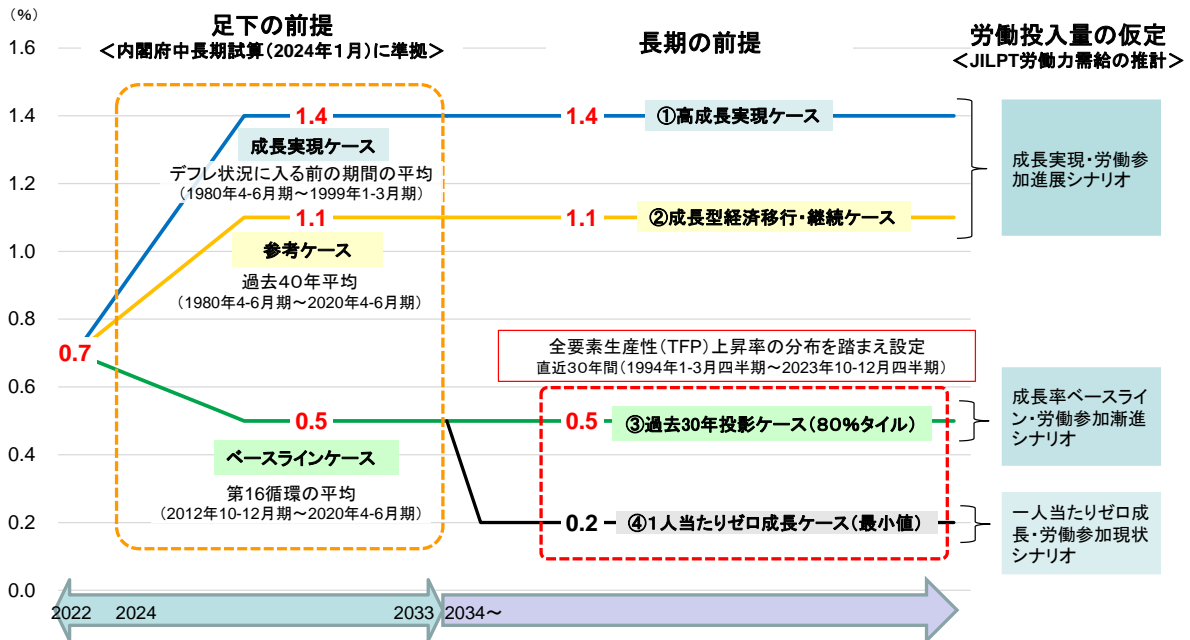 (%)
足下の前提
<内閣府中長期試算(2024年1月)に準拠>
長期の前提
労働投入量の仮定
<JILPT労働力需給の推計>
1.6
1.4
1.2
1.0
0.8
0.6
0.4
0.2
0.0
0.7
1.4
成長実現ケース
デフレ状況に入る前の期間の平均
(1980年4-6月期~1999年1-3月期)
1.1
参考ケース
過去40年平均
(1980年4-6月期~2020年4-6月期)
0.5
ベースラインケース
第16循環の平均
(2012年10-12月期~2020年4-6月期)
1.4
①高成長実現ケース
1.1
②成長型経済移行・継続ケース
全要素生産性(TFP)上昇率の分布を踏まえ設定
直近30年間(1994年1-3月四半期~2023年10-12月四半期)
0.5
③過去30年投影ケース(80%タイル)
0.2
④1人当たりゼロ成長ケース(最小値)
成長実現・労働参
加進展シナリオ
成長率ベースライ
ン・労働参加漸進
シナリオ
一人当たりゼロ成
長・労働参加現状
シナリオ
2022
2024
2033
2034~